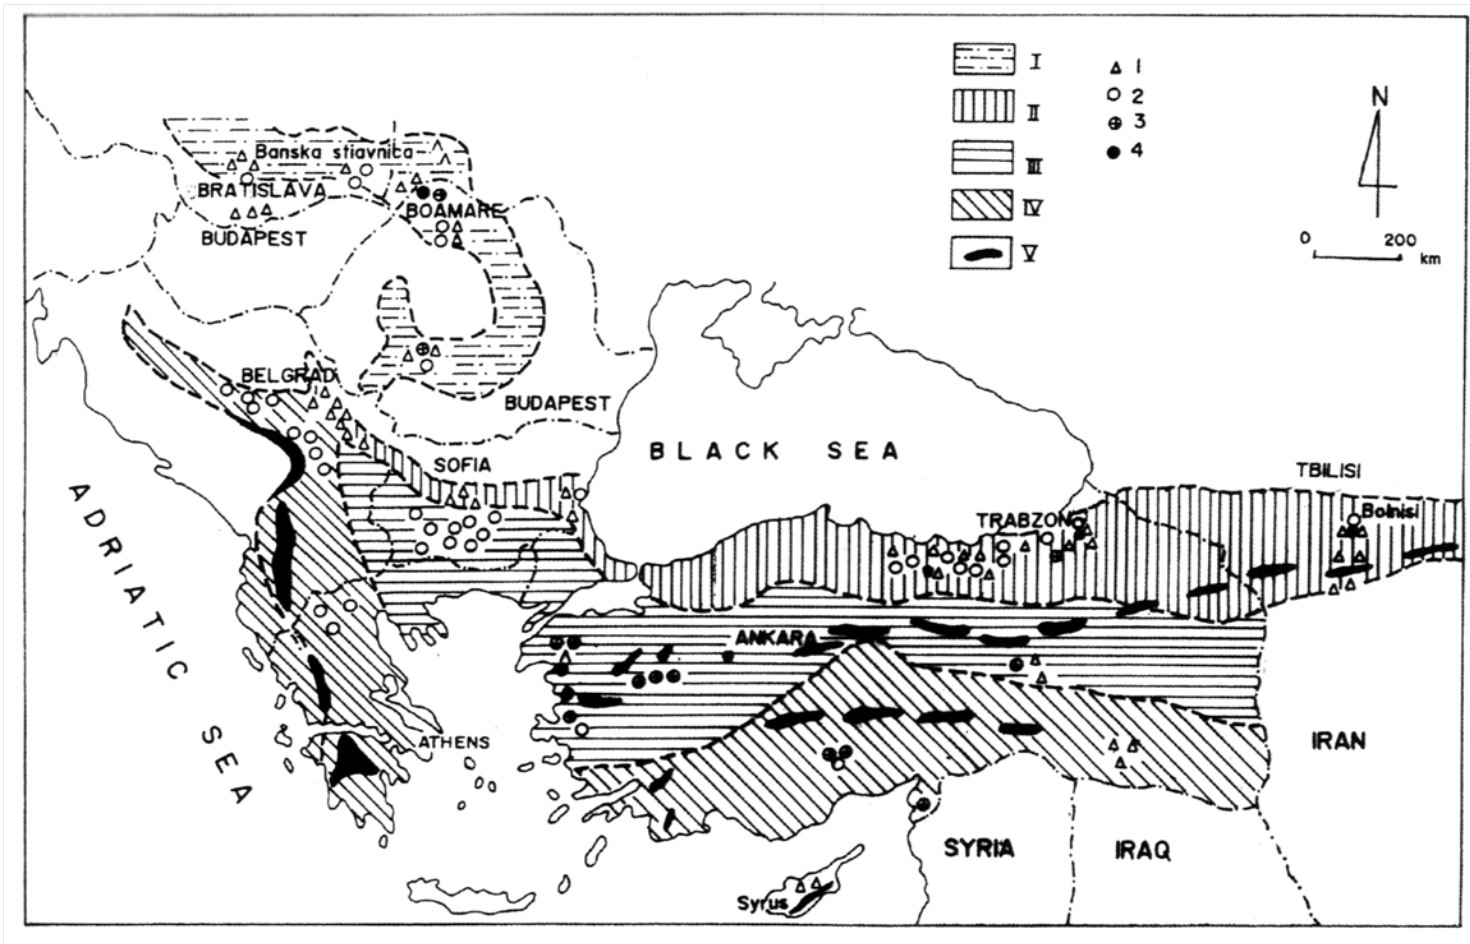 I
II
III
IV
V
1
2
3
4
N
0 200
km
Banska stiavnica
BRATISLAVA
BUDAPEST
BOAMARE
BELGRAD
BUDAPEST
SOFIA
BLACK SEA
TBILISI
Bolnisi
TRABZON
ADRIATIC SEA
ANKARA
ATHENS
IRAN
SYRIA
IRAQ
Syrus